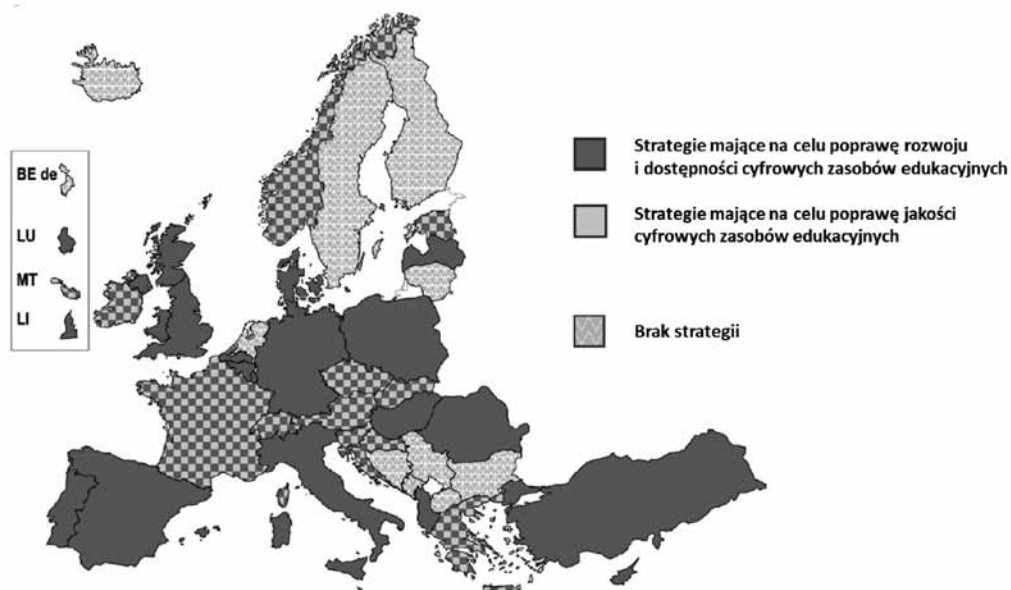 BE de
LU
MT
LI
Strategie mające na celu poprawę rozwoju
i dostępności cyfrowych zasobów edukacyjnych
Strategie mające na celu poprawę jakości
cyfrowych zasobów edukacyjnych
Brak strategii